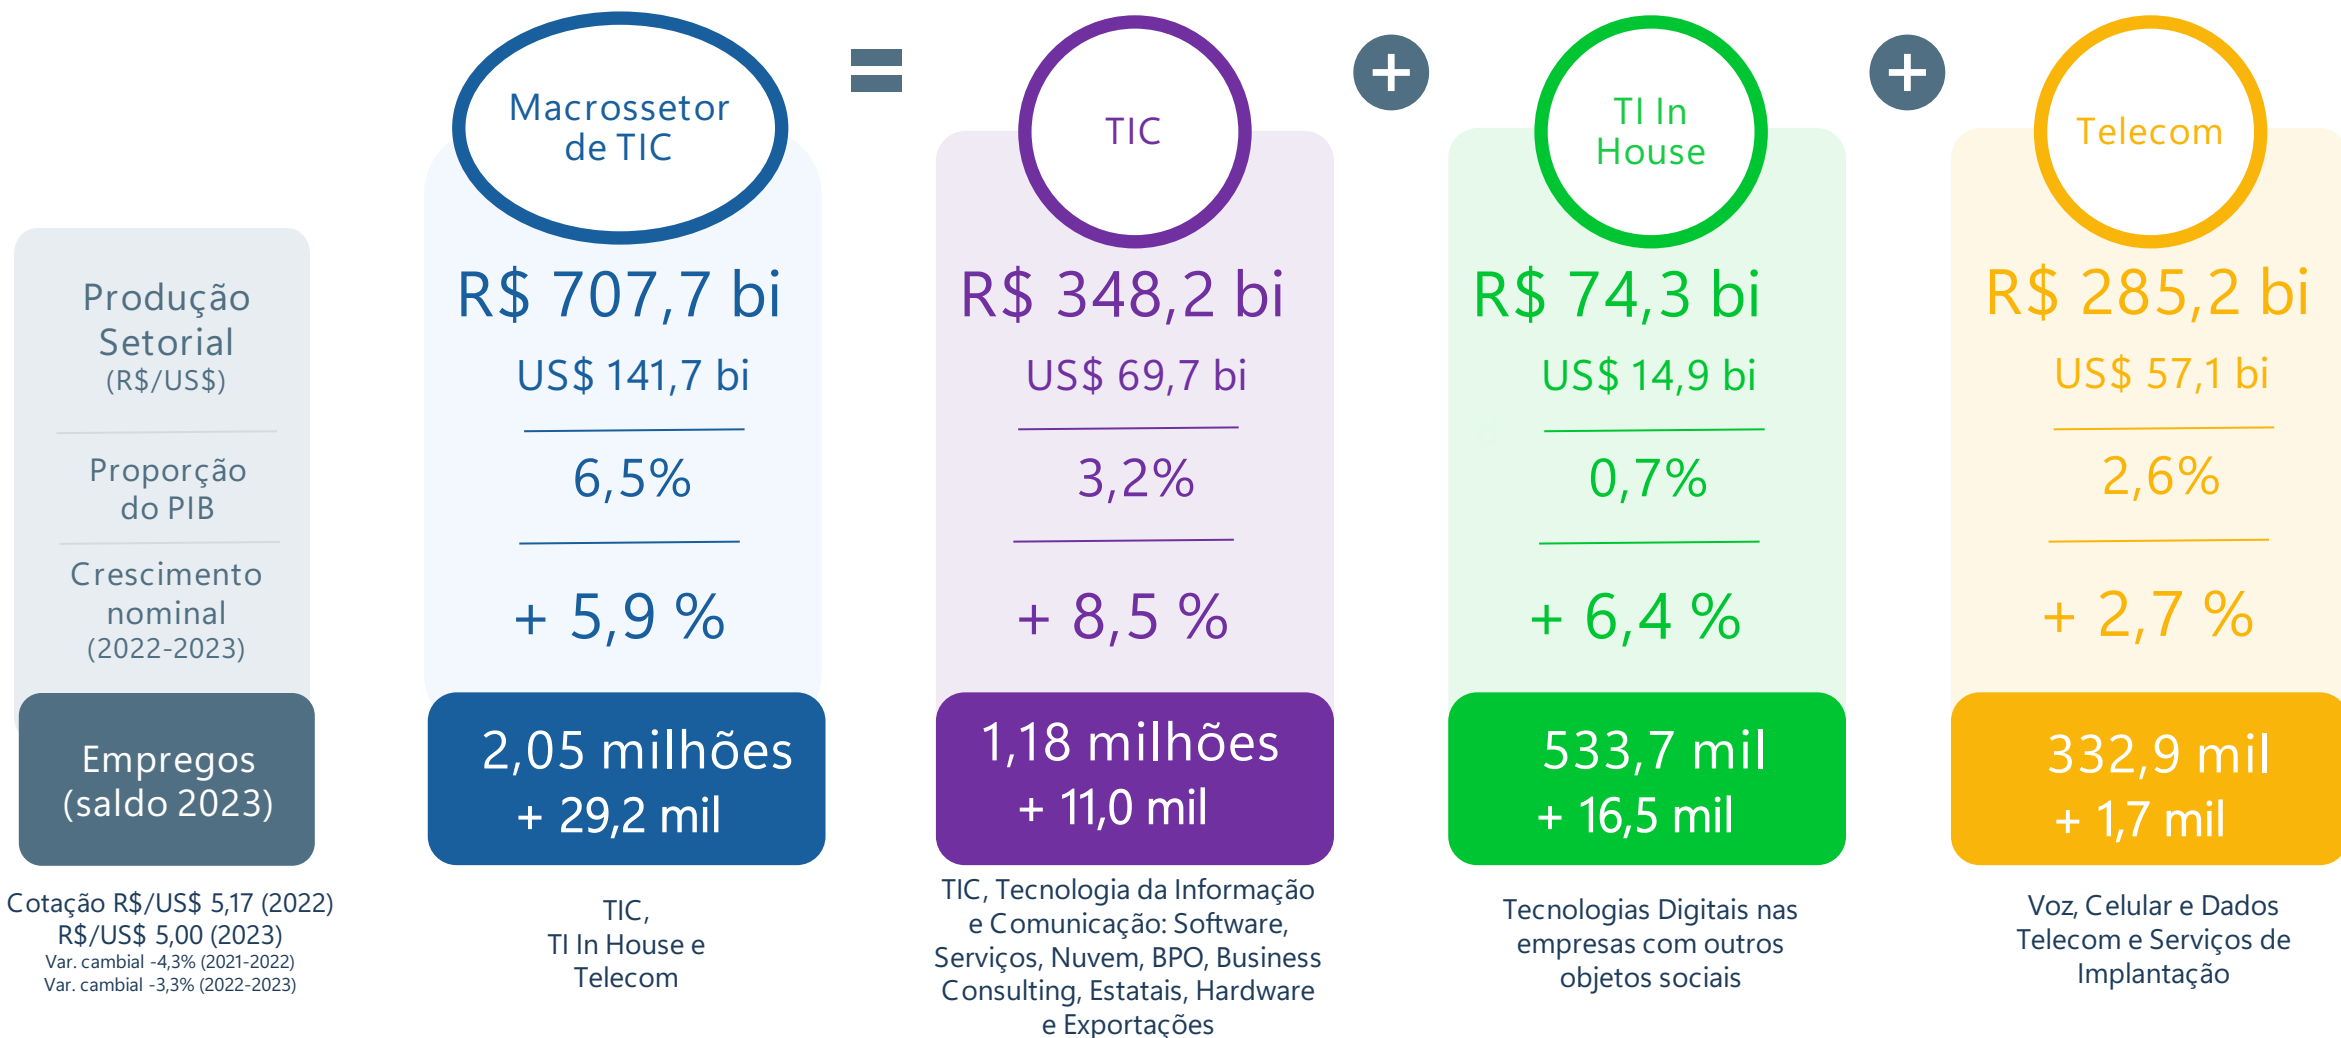 Macrossetor
de TIC
=
TIC
+
TI In
House
+
Telecom
Produção
Setorial
(R$/US$)
R$ 707,7 bi
US$ 141,7 bi
R$ 348,2 bi
US$ 69,7 bi
R$ 74,3 bi
US$ 14,9 bi
R$ 285,2 bi
US$ 57,1 bi
Proporção
do PIB
6,5%
3,2%
0,7%
2,6%
Crescimento
nominal
(2022-2023)
+ 5,9 %
+ 8,5 %
+ 6,4 %
+ 2,7 %
Empregos
(saldo 2023)
2,05 milhões
+ 29,2 mil
1,18 milhões
+ 11,0 mil
533,7 mil
+ 16,5 mil
332,9 mil
+ 1,7 mil
Cotação R$/US$ 5,17 (2022)
R$/US$ 5,00 (2023)
Var. cambial -4,3% (2021-2022)
Var. cambial -3,3% (2022-2023)
TIC,
TI In House e
Telecom
TIC, Tecnologia da Informação
e Comunicação: Software,
Serviços, Nuvem, BPO, Business
Consulting, Estatais, Hardware
e Exportações
Tecnologias Digitais nas
empresas com outros
objetos sociais
Voz, Celular e Dados
Telecom e Serviços de
Implantação